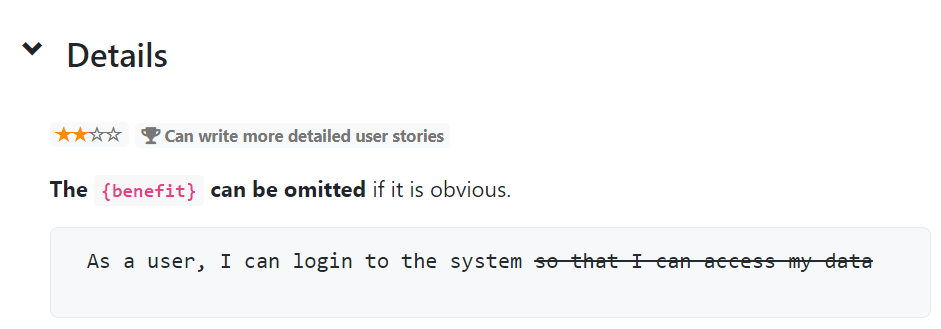 Details
★★☆☆ Can write more detailed user stories
The {benefit} can be omitted if it is obvious.
As a user, I can login to the system so that I can access my data